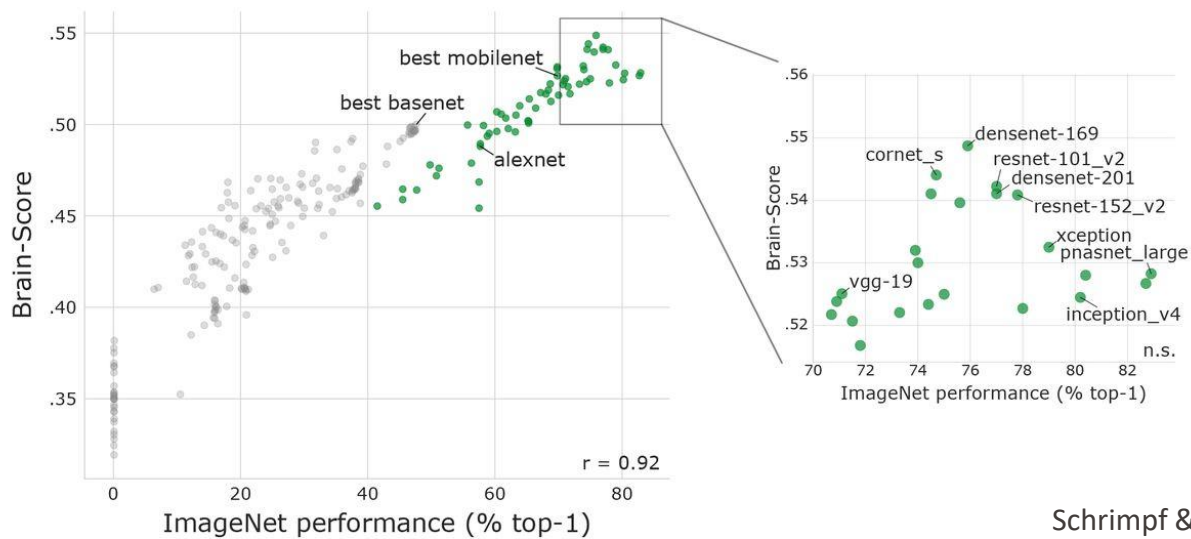 Brain-Score
.55
.50
.45
.40
.35
best mobilenet
best basenet
alexnet
r = 0.92
0
20
40
60
80
ImageNet performance (% top-1)
Brain-Score
.56
.55
.54
.53
.52
densenet-169
cornet_s
resnet-101_v2
densenet-201
resnet-152_v2
xception
pnasnet_large
vgg-19
inception_v4
n.s.
70
72
74
76
78
80
82
ImageNet performance (% top-1)
Schrimpf &